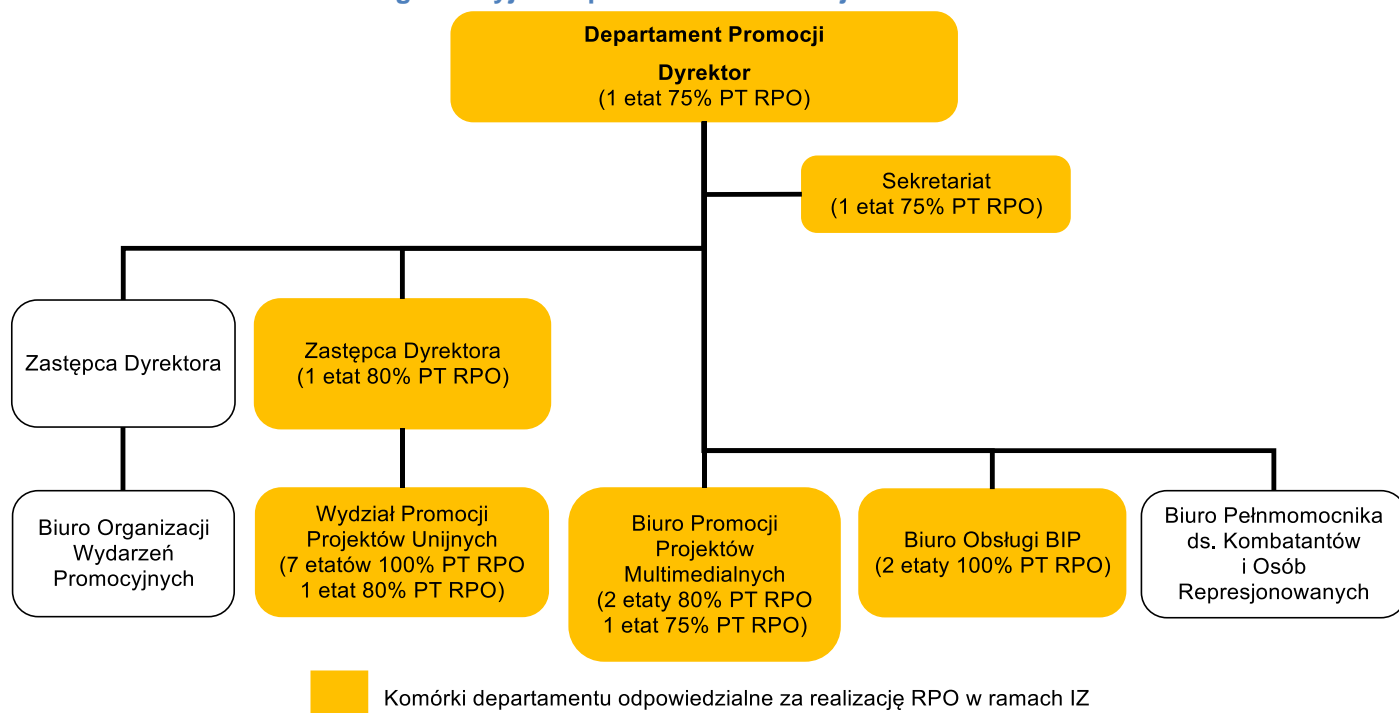 Departament Promocji
Dyrektor
(1 etat 75% PT RPO)
Sekretariat
(1 etat 75% PT RPO)
Zastępca Dyrektora
Zastępca Dyrektora
(1 etat 80% PT RPO)
Biuro Organizacji
Wydarzeń
Promocyjnych
Wydział Promocji
Projektów Unijnych
(7 etatów 100% PT RPO
1 etat 80% PT RPO)
Biuro Promocji
Projektów
Multimedialnych
(2 etaty 80% PT RPO
1 etat 75% PT RPO)
Biuro Obsługi BIP
(2 etaty 100% PT RPO)
Biuro Pełnmomocnika
ds. Kombatantów
i Osób
Represjonowanych
Komórki departamentu odpowiedzialne za realizację RPO w ramach IZ